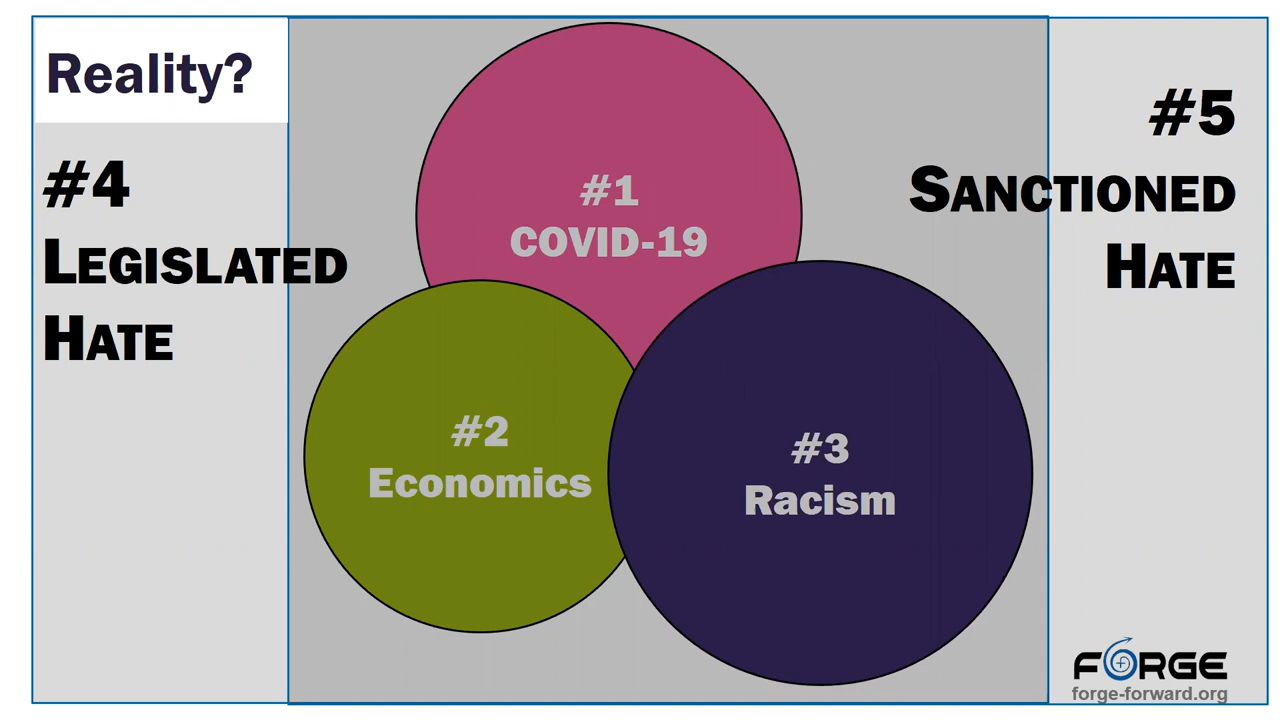 Reality?
#4
LEGISLATED
HATE
#1
COVID-19
#2
Economics
#3
Racism
#5
SANCTIONED
HATE
FORGE
forge-forward.org